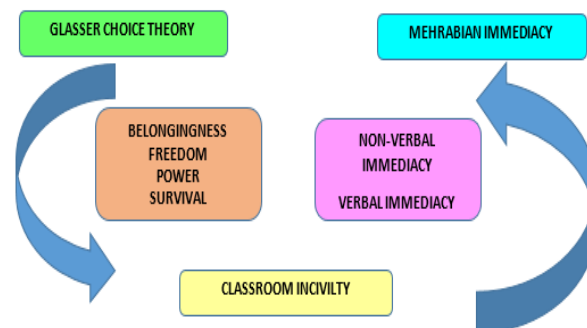 GLASSER CHOICE THEORY
MEHRABIAN IMMEDIACY
BELONGINGNESS
FREEDOM
POWER
SURVIVAL
NON-VERBAL
IMMEDIACY
VERBAL IMMEDIACY
CLASSROOM INCIVILTY